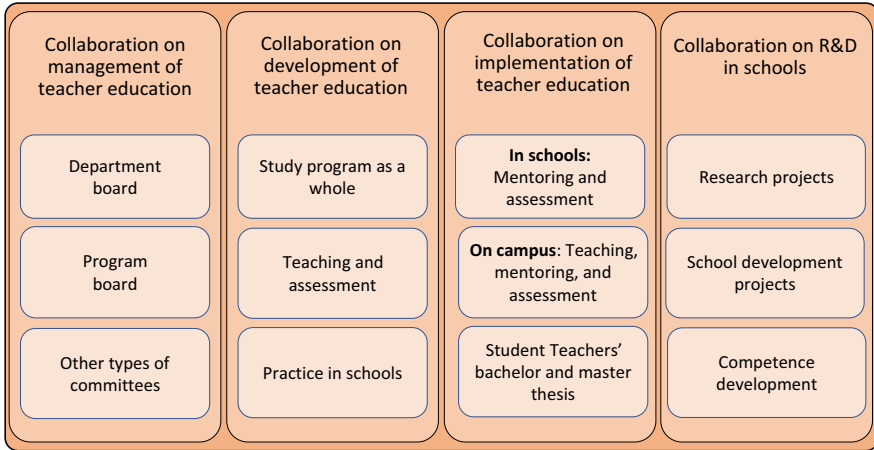 Collaboration on
management of
teacher education
Department
board
Program
board
Other types of
committees
Collaboration on
development of
teacher education
Study program as a
whole
Teaching and
assessment
Practice in schools
Collaboration on
implementation of
teacher education
In schools:
Mentoring and
assessment
On campus: Teaching,
mentoring, and
assessment
Student Teachers’
bachelor and master
thesis
Collaboration on R&D
in schools
Research projects
School development
projects
Competence
development